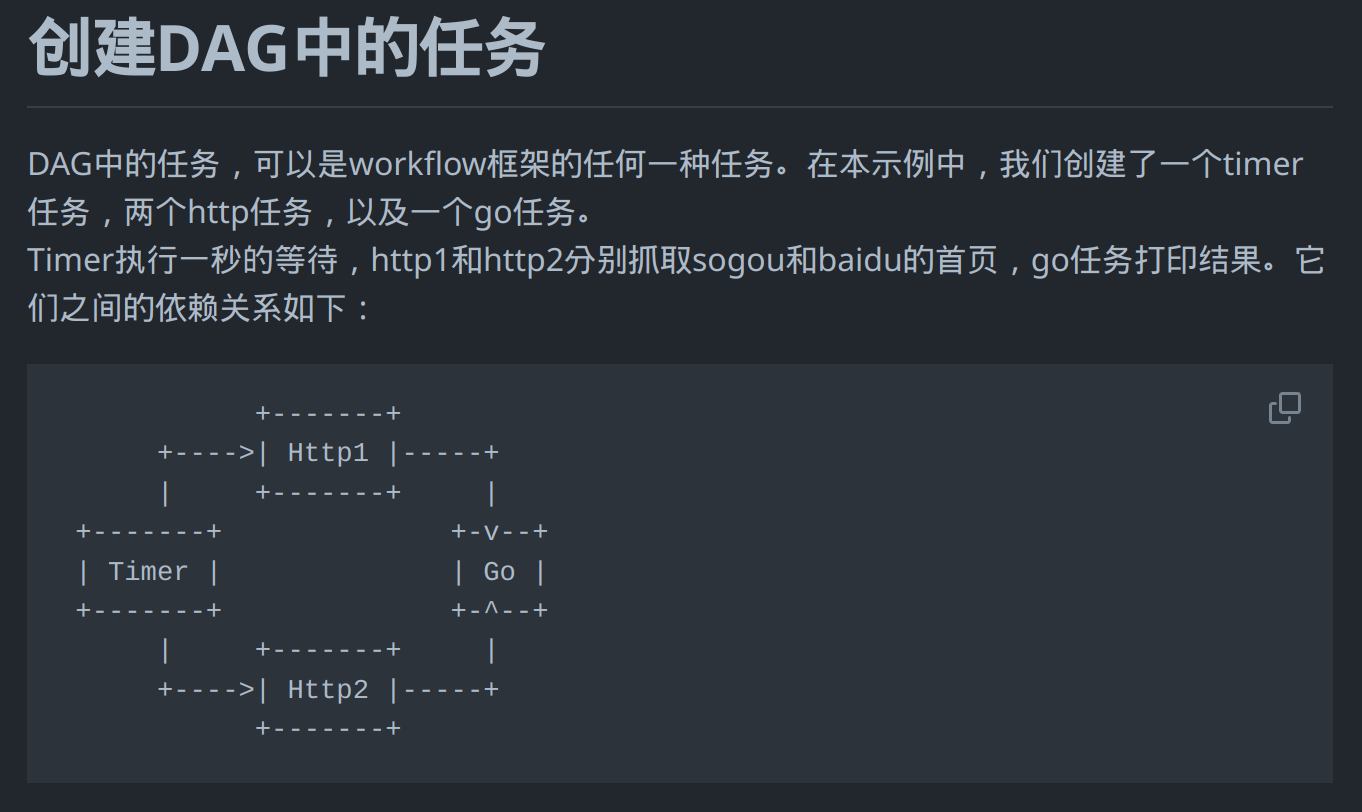 创建DAG中的任务
DAG中的任务，可以是workflow框架的任何一种任务。在本示例中，我们创建了一个timer
任务，两个http任务，以及一个go任务。
Timer执行一秒的等待，http1和http2分别抓取sogou和baidu的首页，go任务打印结果。它
们之间的依赖关系如下：
           +-------+
     +---->| Http1 |-----+
     |     +-------+     |
+-------+              +-v--+
| Timer |              | Go |
+-------+              +-^--+
     |     +-------+     |
     +---->| Http2 |-----+
           +-------+